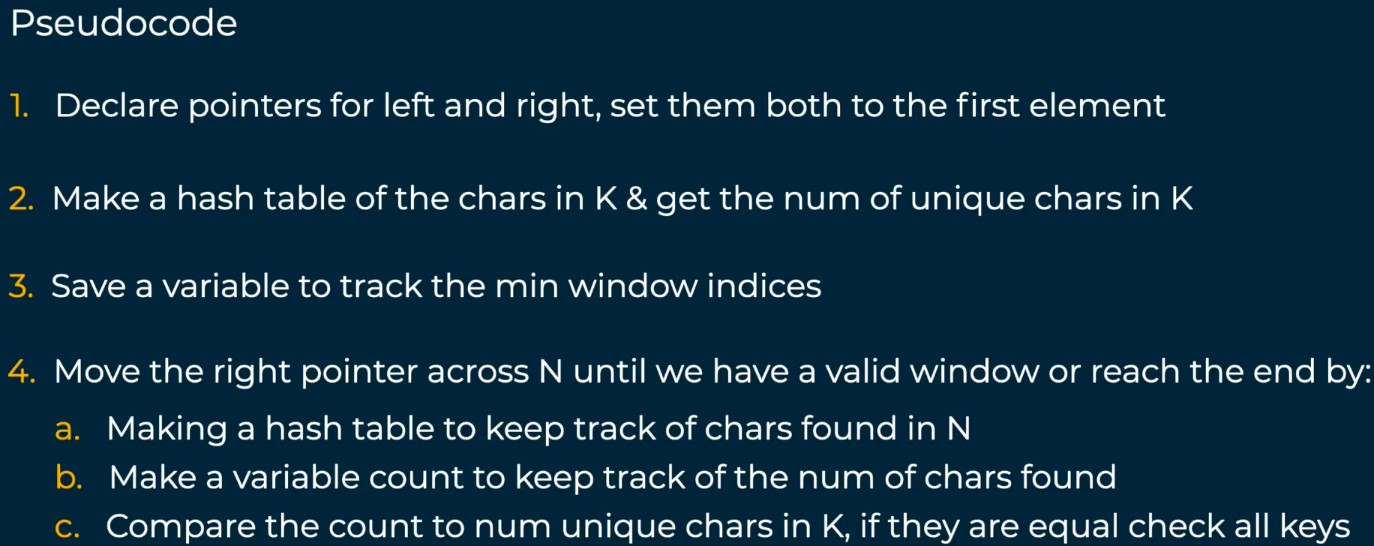 Pseudocode
1. Declare pointers for left and right, set them both to the first element
2. Make a hash table of the chars in K & get the num of unique chars in K
3. Save a variable to track the min window indices
4. Move the right pointer across N until we have a valid window or reach the end by:
a. Making a hash table to keep track of chars found in N
b. Make a variable count to keep track of the num of chars found
c. Compare the count to num unique chars in K, if they are equal check all keys